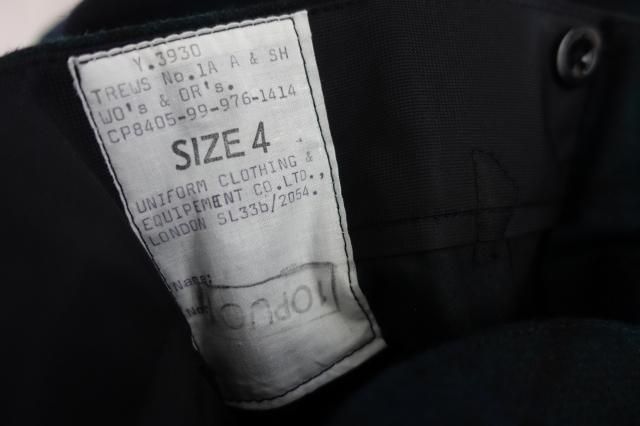 Y.3930
TREWS No.1A A & SH
WO's & OR's.
CP8405-99-976-1414
SIZE 4
UNIFORM CLOTHING &
EQUIPEMENT CO.LTD.,
LONDON SL33b/2054.
Name:
No: